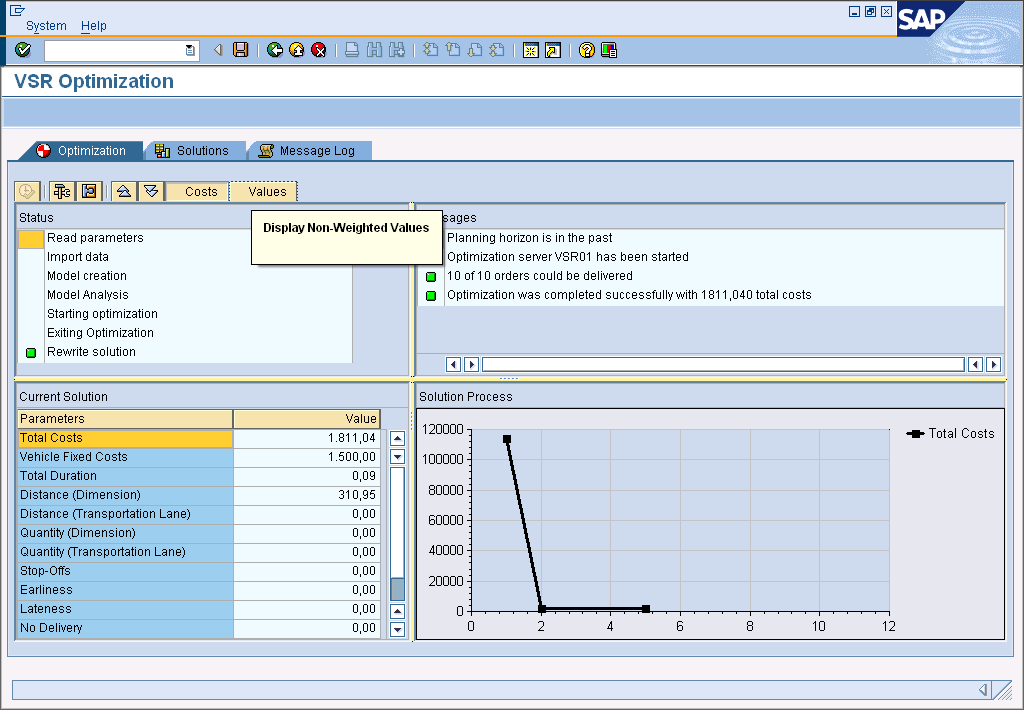 System Help
SAP
VSR Optimization
Optimization Solutions Message Log
Costs Values
Display Non-Weighted Values
Status
Read parameters
Import data
Model creation
Model Analysis
Starting optimization
Exiting Optimization
Rewrite solution
sages
Planning horizon is in the past
Optimization server VSR01 has been started
10 of 10 orders could be delivered
Optimization was completed successfully with 1811,040 total costs
Current Solution
Parameters Value
Total Costs 1.811,04
Vehicle Fixed Costs 1.500,00
Total Duration 0,09
Distance (Dimension) 310,95
Distance (Transportation Lane) 0,00
Quantity (Dimension) 0,00
Quantity (Transportation Lane) 0,00
Stop-Offs 0,00
Earliness 0,00
Lateness 0,00
No Delivery 0,00
Solution Process
120000
100000
80000
60000
40000
20000
0
0 2 4 6 8 10 12
Total Costs